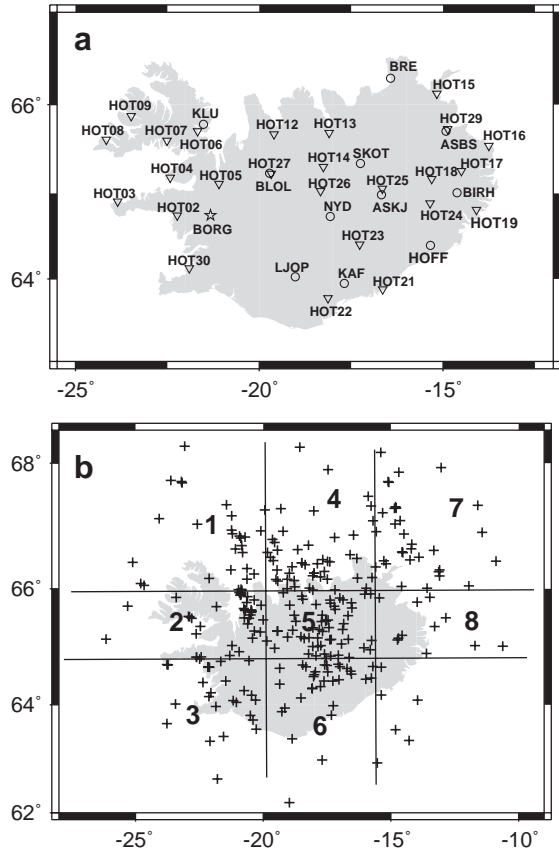 a
BRE
HOT15
66°
HOT09
KLU
HOT29
HOT08
HOT07
HOT12
HOT13
HOT16
HOT06
ASBS
HOT04
HOT27
HOT14
SKOT
HOT18
HOT17
HOT05
BLOL
HOT26
HOT25
BIRH
HOT03
HOT02
NYD
ASKJ
HOT24
HOT19
BORG
HOT23
HOFF
HOT30
LJOP
KAF
HOT21
64°
HOT22
-25° -20° -15°
b
68°
4
7
1
66°
2
5
8
64°
3
6
62°
-25° -20° -15° -10°